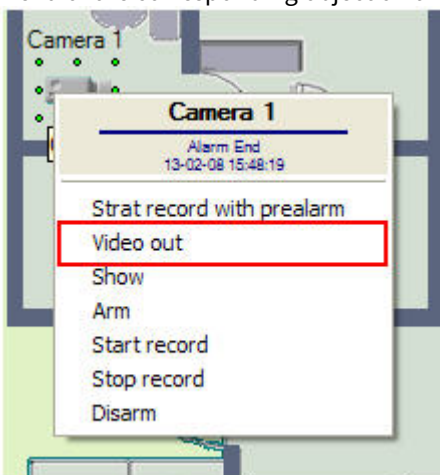 Camera 1
Camera 1
Alarm End
13-02-08 15:48:19
Strat record with prealarm
Video out
Show
Arm
Start record
Stop record
Disarm